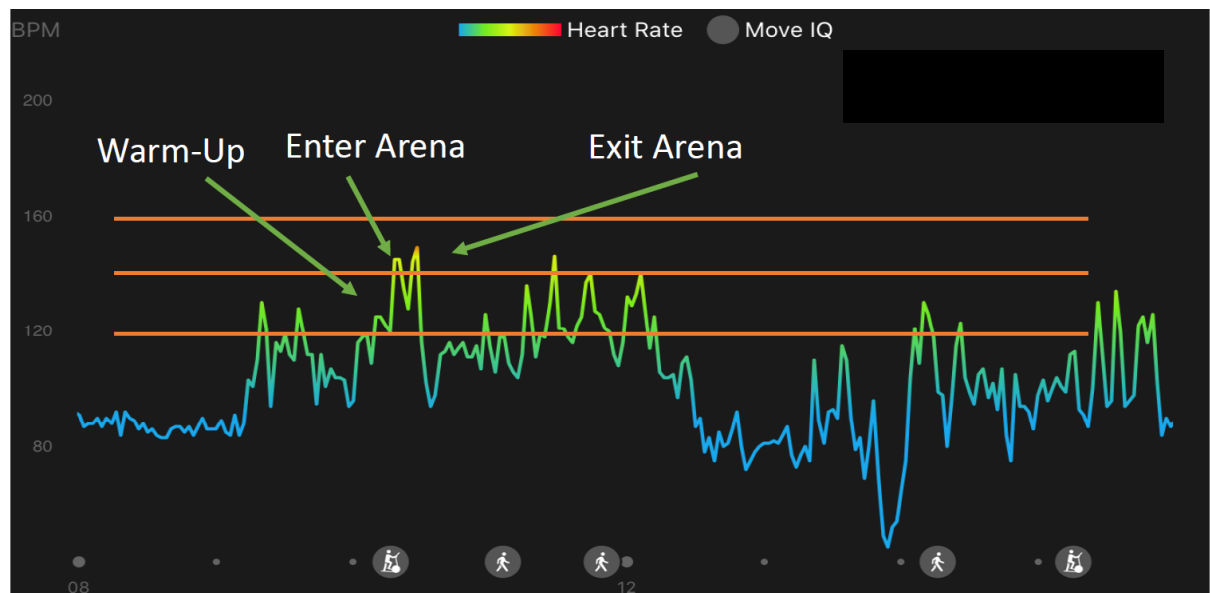 BPM
Heart Rate
Move IQ
200
Warm-Up
Enter Arena
Exit Arena
160
120
80
08
12